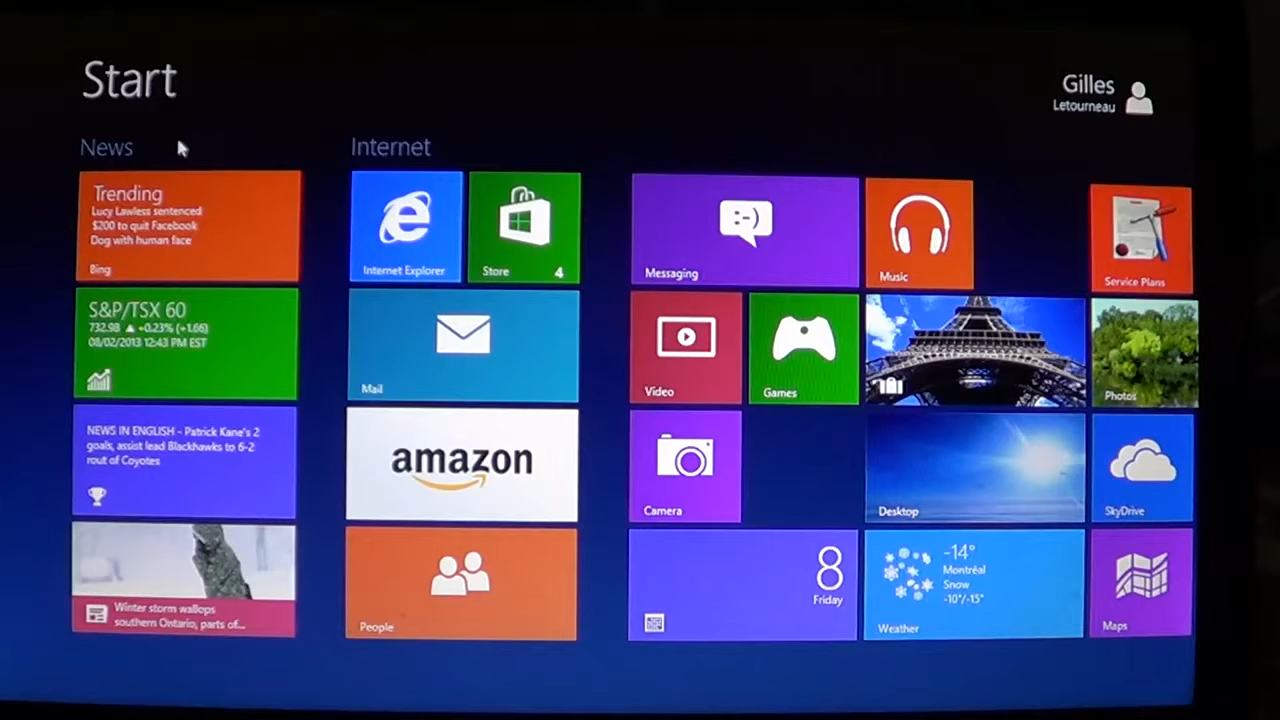 Start
Gilles
Letourneau
News
Internet
Trending
Lucy Lawless sentenced
$200 to quit Facebook
Dog with human face
Bing
S&P/TSX 60
732.98 ▲ +0.23% (+1.66)
08/02/2013 12:43 PM EST
NEWS IN ENGLISH - Patrick Kane's 2
goals, assist lead Blackhawks to 6-2
rout of Coyotes
Winter storm wallops
southern Ontario, parts of...
Internet Explorer
Store
4
Mail
amazon
People
Messaging
Video
Games
Camera
8
Friday
Music
Desktop
-14°
Montréal
Snow
-10°/-15°
Weather
Service Plans
Photos
SkyDrive
Maps